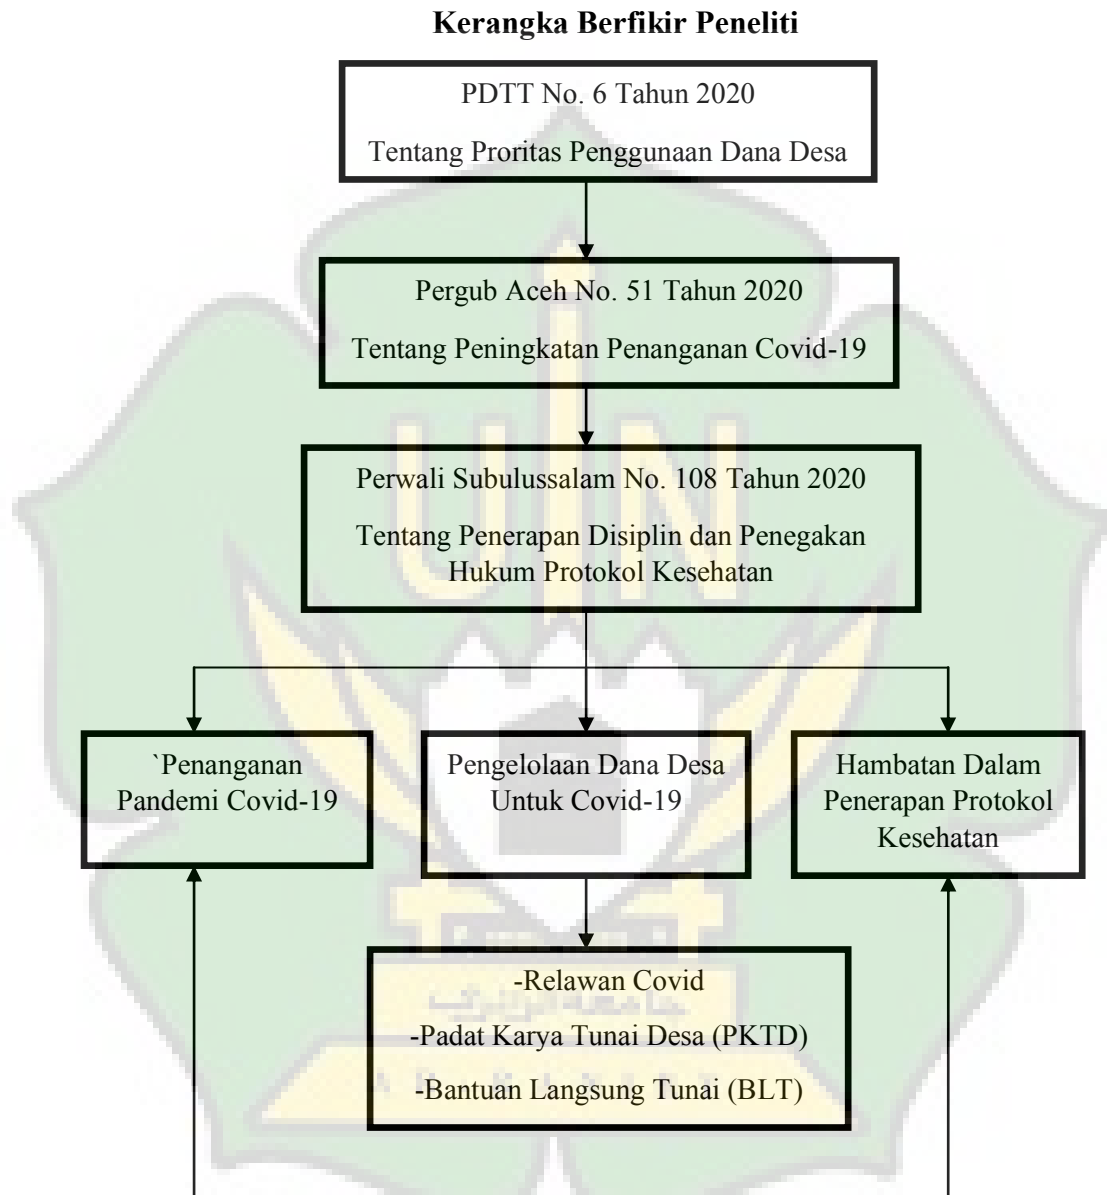 Kerangka Berfikir Peneliti
PDTT No. 6 Tahun 2020
Tentang Proritas Penggunaan Dana Desa
Pergub Aceh No. 51 Tahun 2020
Tentang Peningkatan Penanganan Covid-19
Perwali Subulussalam No. 108 Tahun 2020
Tentang Penerapan Disiplin dan Penegakan
Hukum Protokol Kesehatan
`Penanganan
Pandemi Covid-19
Pengelolaan Dana Desa
Untuk Covid-19
Hambatan Dalam
Penerapan Protokol
Kesehatan
-Relawan Covid
-Padat Karya Tunai Desa (PKTD)
-Bantuan Langsung Tunai (BLT)
UIN